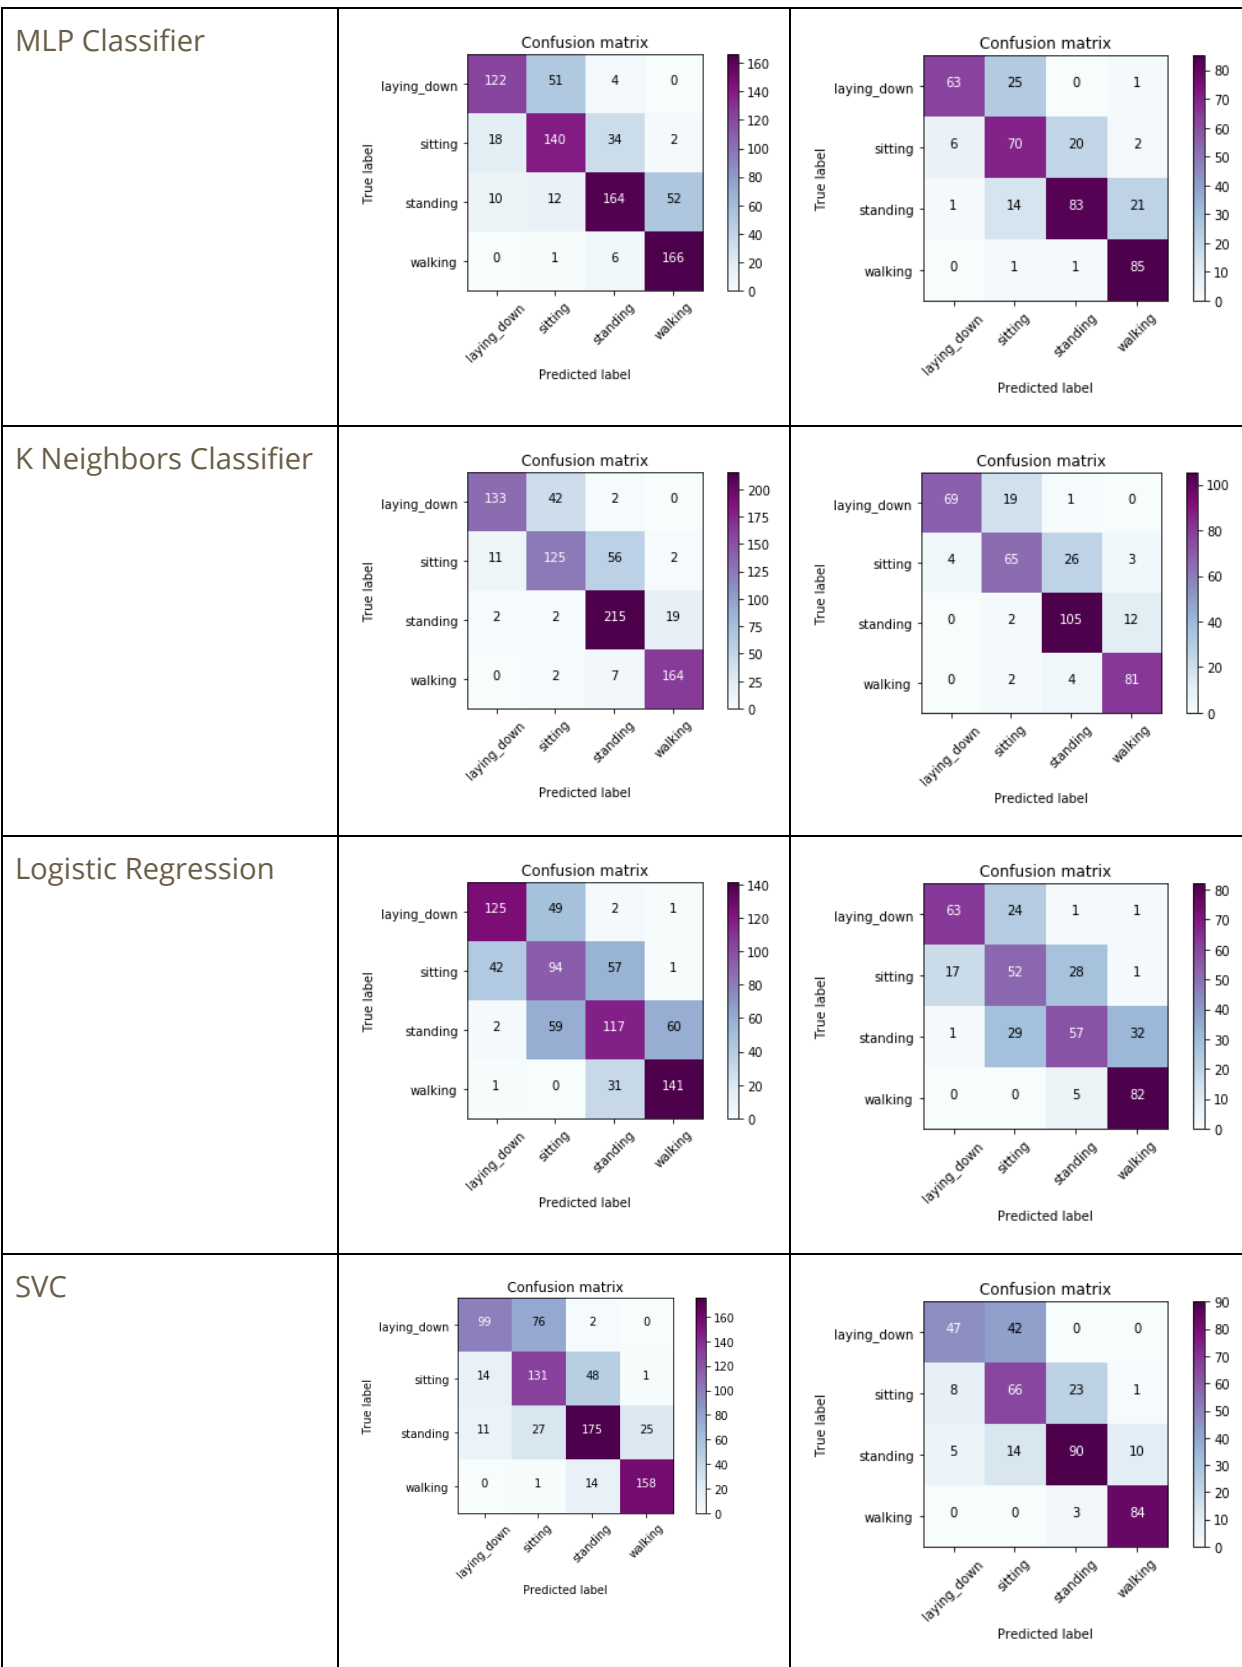 MLP Classifier
Confusion matrix
True label
laying_down 122 51 4 0
sitting 18 140 34 2
standing 10 12 164 52
walking 0 1 6 166
laying_down sitting standing walking
Predicted label
160
140
120
100
80
60
40
20
0
Confusion matrix
True label
laying_down 63 25 0 1
sitting 6 70 20 2
standing 1 14 83 21
walking 0 1 1 85
laying_down sitting standing walking
Predicted label
80
70
60
50
40
30
20
10
0
K Neighbors Classifier
Confusion matrix
True label
laying_down 133 42 2 0
sitting 11 125 56 2
standing 2 2 215 19
walking 0 2 7 164
laying_down sitting standing walking
Predicted label
200
175
150
125
100
75
50
25
0
Confusion matrix
True label
laying_down 69 19 1 0
sitting 4 65 26 3
standing 0 2 105 12
walking 0 2 4 81
laying_down sitting standing walking
Predicted label
100
80
60
40
20
0
Logistic Regression
Confusion matrix
True label
laying_down 125 49 2 1
sitting 42 94 57 1
standing 2 59 117 60
walking 1 0 31 141
laying_down sitting standing walking
Predicted label
140
120
100
80
60
40
20
0
Confusion matrix
True label
laying_down 63 24 1 1
sitting 17 52 28 1
standing 1 29 57 32
walking 0 0 5 82
laying_down sitting standing walking
Predicted label
80
70
60
50
40
30
20
10
0
SVC
Confusion matrix
True label
laying_down 99 76 2 0
sitting 14 131 48 1
standing 11 27 175 25
walking 0 1 14 158
laying_down sitting standing walking
Predicted label
160
140
120
100
80
60
40
20
0
Confusion matrix
True label
laying_down 47 42 0 0
sitting 8 66 23 1
standing 5 14 90 10
walking 0 0 3 84
laying_down sitting standing walking
Predicted label
90
80
70
60
50
40
30
20
10
0